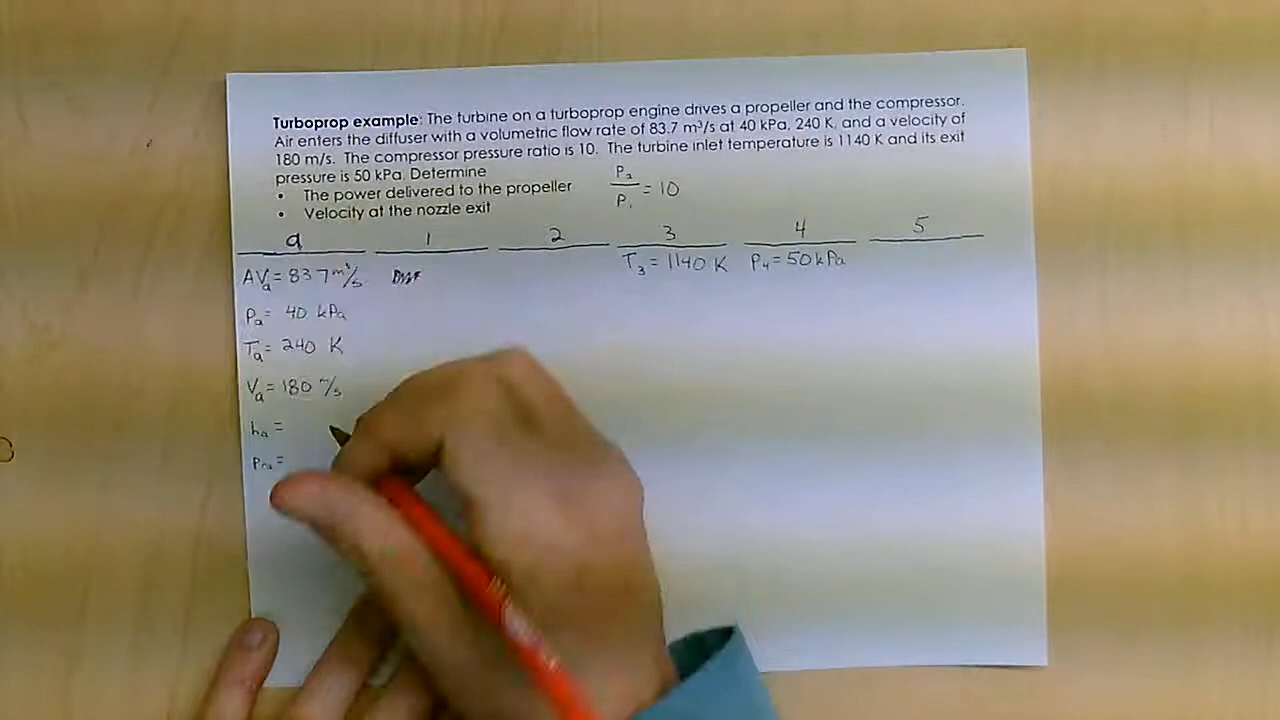 Turboprop example: The turbine on a turboprop engine drives a propeller and the compressor.
Air enters the diffuser with a volumetric flow rate of 83.7 m³/s at 40 kPa, 240 K, and a velocity of
180 m/s. The compressor pressure ratio is 10. The turbine inlet temperature is 1140 K and its exit
pressure is 50 kPa. Determine
• The power delivered to the propeller
• Velocity at the nozzle exit
P₂/P₁ = 10
a 1 2 3 4 5
AVₐ = 83.7 m³/s T₃ = 1140 K P₄ = 50 kPa
Pₐ = 40 kPa
Tₐ = 240 K
Vₐ = 180 m/s
hₐ =
Pᵣₐ =